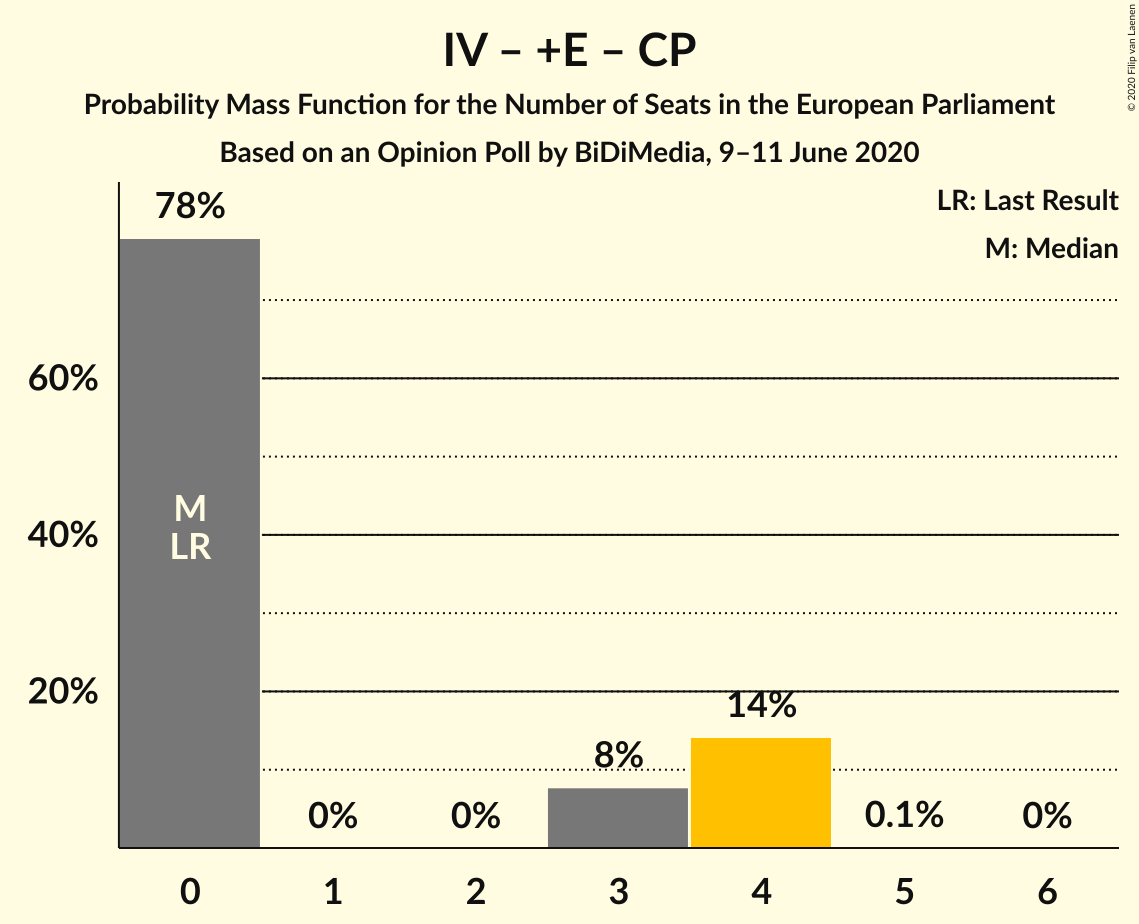 IV – +E – CP
Probability Mass Function for the Number of Seats in the European Parliament
Based on an Opinion Poll by BiDiMedia, 9–11 June 2020
© 2020 Filip van Laenen
LR: Last Result
M: Median
78%
60%
40%
20%
M
LR
0%
0%
8%
14%
0.1%
0%
0
1
2
3
4
5
6